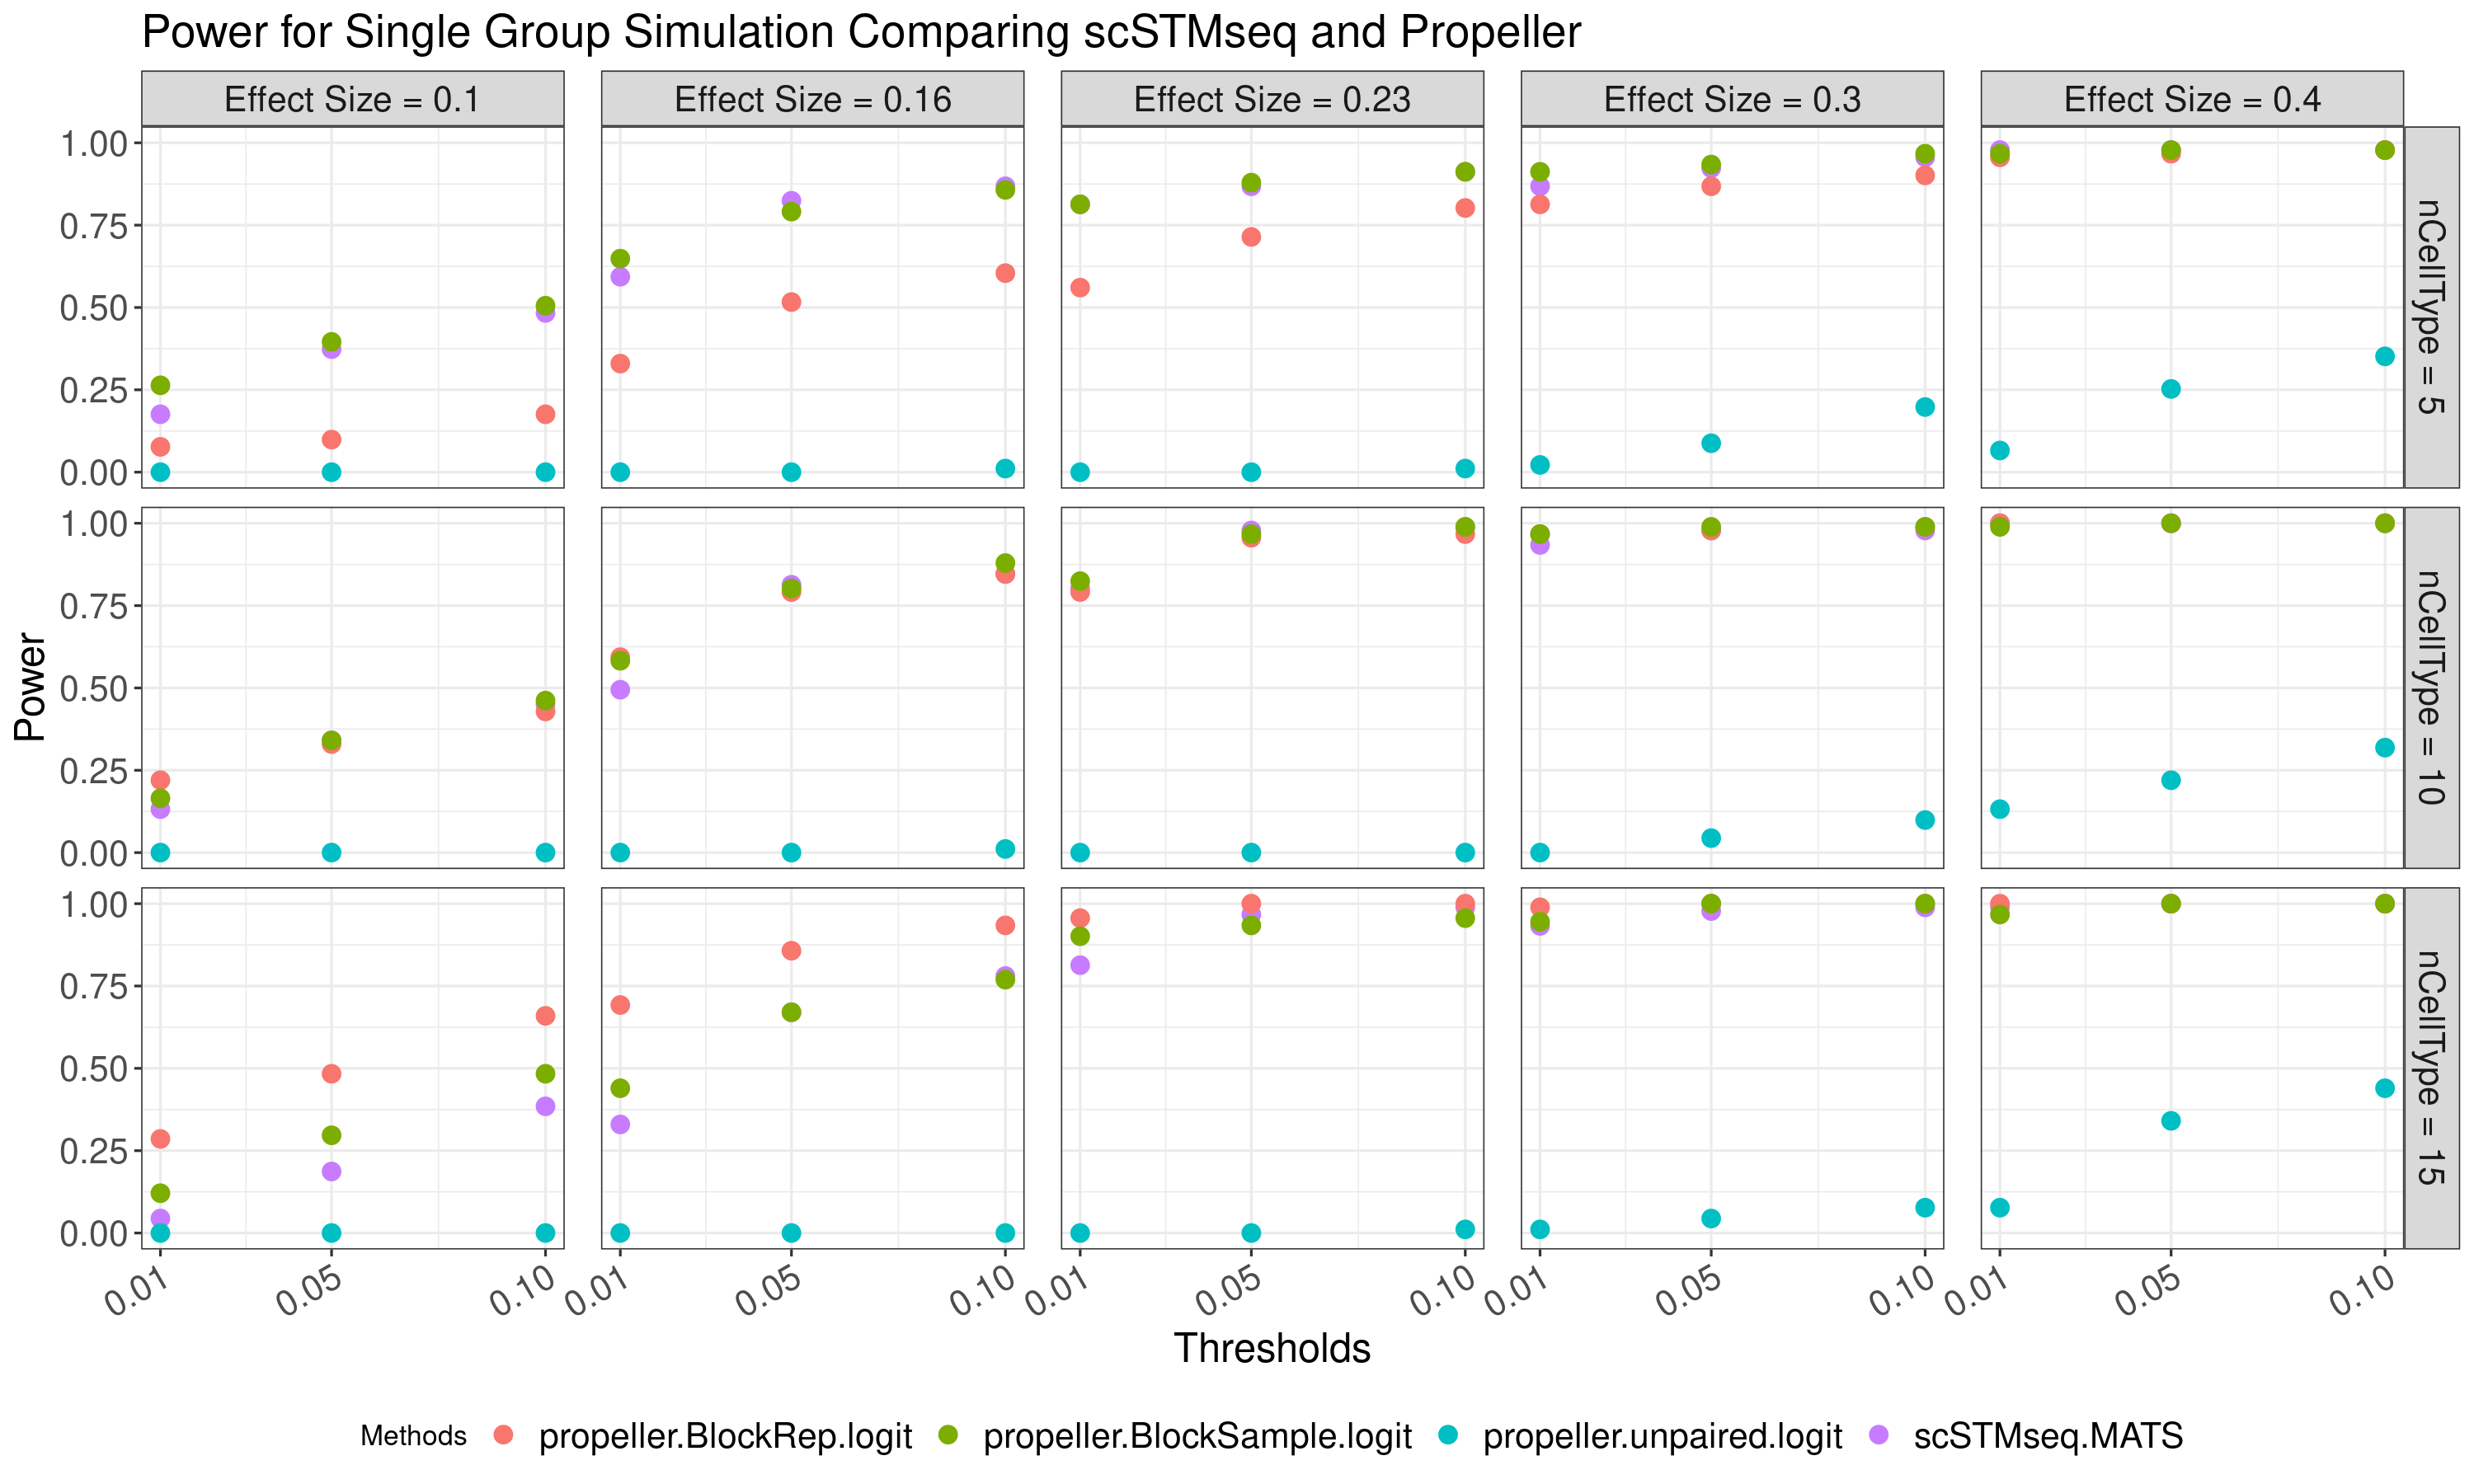 Power for Single Group Simulation Comparing scSTMseq and Propeller
Effect Size = 0.1
Effect Size = 0.16
Effect Size = 0.23
Effect Size = 0.3
Effect Size = 0.4
1.00
0.75
0.50
0.25
0.00
nCellType = 5
1.00
0.75
0.50
0.25
0.00
nCellType = 10
1.00
0.75
0.50
0.25
0.00
nCellType = 15
Power
0.01
0.05
0.10
0.01
0.05
0.10
0.01
0.05
0.10
0.01
0.05
0.10
0.01
0.05
0.10
Thresholds
Methods propeller.BlockRep.logit propeller.BlockSample.logit propeller.unpaired.logit scSTMseq.MATS